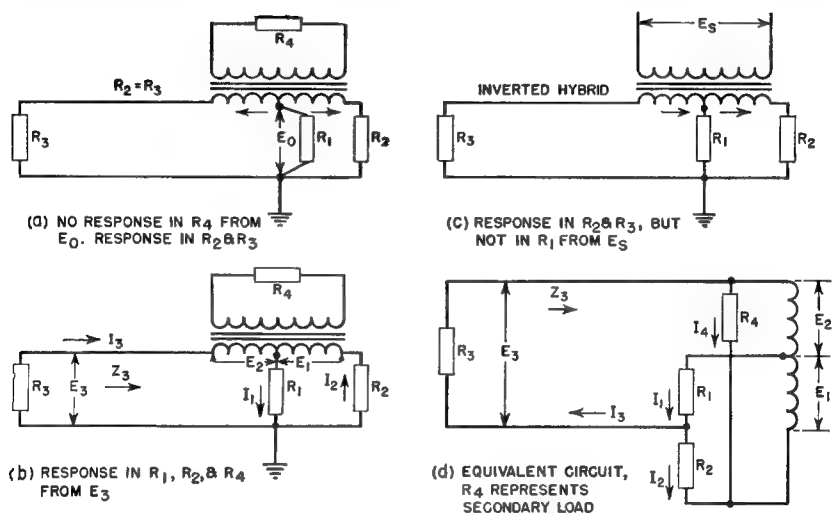 R4
R2=R3
R3
E0
R1
R2
(a) NO RESPONSE IN R4 FROM
E0. RESPONSE IN R2&R3
ES
INVERTED HYBRID
R3
R1
R2
(c) RESPONSE IN R2&R3, BUT
NOT IN R1 FROM ES
R4
I3
E2
E1
R3
E3
Z3
I1
R1
I2
R2
(b) RESPONSE IN R1, R2, & R4
FROM E3
Z3
R3
E3
I4
R4
E2
I3
I1
R1
E1
I2
R2
(d) EQUIVALENT CIRCUIT,
R4 REPRESENTS
SECONDARY LOAD